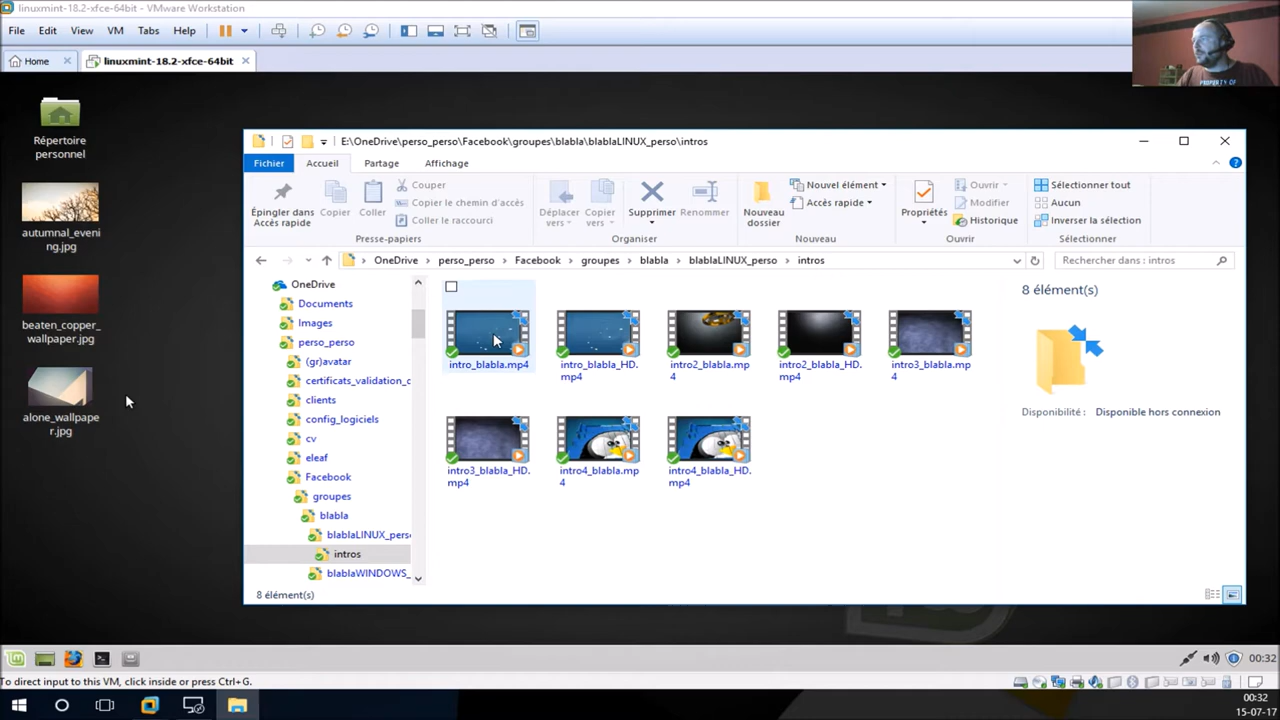 linuxmint-18.2-xfce-64bit - VMware Workstation
File Edit View VM Tabs Help
Home linuxmint-18.2-xfce-64bit
PROPERTY OF
Répertoire
personnel
autumnal_eveni
ng.jpg
beaten_copper_
wallpaper.jpg
alone_wallpape
r.jpg
E:\OneDrive\perso_perso\Facebook\groupes\blabla\blablaLINUX_perso\intros
Fichier Accueil Partage Affichage
Épingler dans
Accès rapide
Copier
Coller
Couper
Copier le chemin d'accès
Coller le raccourci
Presse-papiers
Déplacer
vers
Copier
vers
Supprimer
Renommer
Organiser
Nouveau
dossier
Nouvel élément
Accès rapide
Nouveau
Propriétés
Ouvrir
Modifier
Historique
Ouvrir
Sélectionner tout
Aucun
Inverser la sélection
Sélectionner
OneDrive perso_perso Facebook groupes blabla blablaLINUX_perso intros
Rechercher dans : intros
OneDrive
Documents
Images
perso_perso
(gr)avatar
certificats_validation_c
clients
config_logiciels
cv
eleaf
Facebook
groupes
blabla
blablaLINUX_perso
intros
blablaWINDOWS_
intro_blabla.mp4
intro_blabla_HD.
mp4
intro2_blabla.mp
4
intro2_blabla_HD.
mp4
intro3_blabla.mp
4
intro3_blabla_HD.
mp4
intro4_blabla.mp
4
intro4_blabla_HD.
mp4
8 élément(s)
Disponibilité : Disponible hors connexion
8 élément(s)
00:32
To direct input to this VM, click inside or press Ctrl+G.
00:32
15-07-17